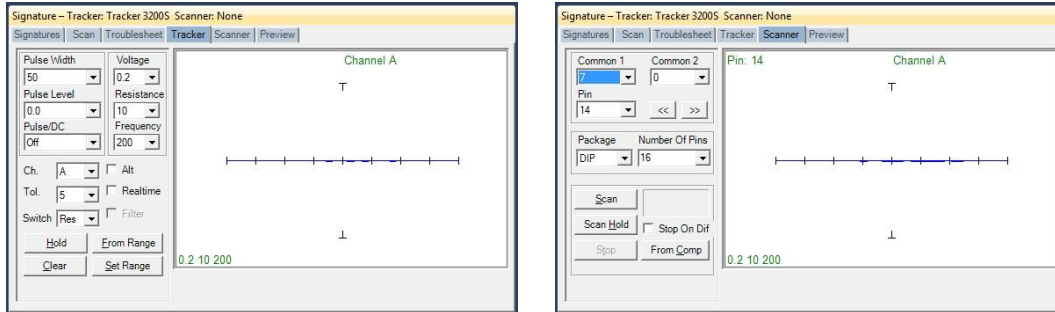 Signature – Tracker: Tracker 3200S Scanner: None
Signatures Scan Troublesheet Tracker Scanner Preview
Pulse Width Voltage
50 0.2
Pulse Level Resistance
0.0 10
Pulse/DC Frequency
Off 200
Ch. A Alt
Tol. 5 Realtime
Switch Res Filter
Hold From Range
Clear Set Range
Channel A
0.2 10 200
Signature – Tracker: Tracker 3200S Scanner: None
Signatures Scan Troublesheet Tracker Scanner Preview
Common 1 Common 2
7 0
Pin
14 << >>
Package Number Of Pins
DIP 16
Scan
Scan Hold Stop On Dif
Stop From Comp
Pin: 14 Channel A
0.2 10 200